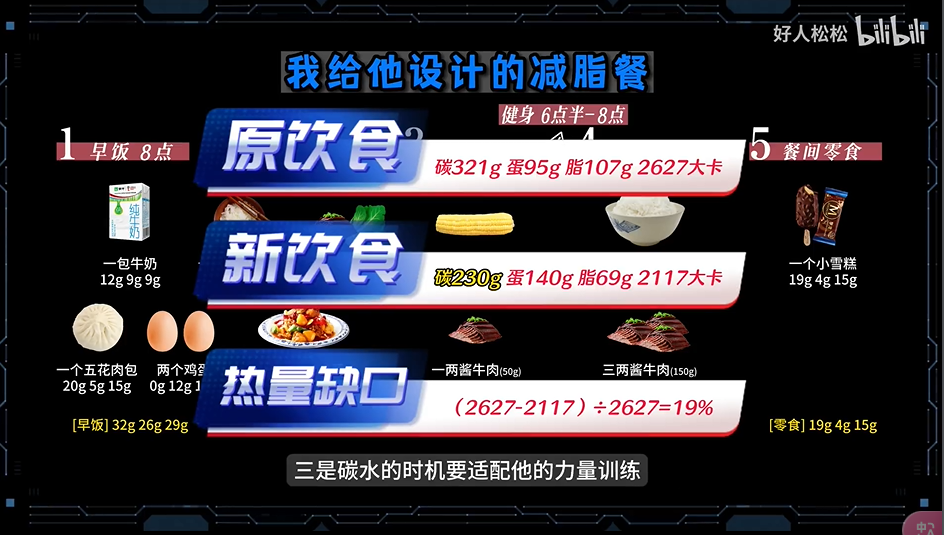 好人松松 bilibili
我给他设计的减脂餐
健身 6点半-8点
1 早饭 8点
5 餐间零食
原饮食
碳321g 蛋95g 脂107g 2627大卡
纯牛奶
一包牛奶
12g 9g 9g
一个小雪糕
19g 4g 15g
新饮食
碳230g 蛋140g 脂69g 2117大卡
一个五花肉包
20g 5g 15g
两个鸡蛋
0g 12g 1
一两酱牛肉(50g)
三两酱牛肉(150g)
热量缺口
(2627-2117)÷2627=19%
[早饭] 32g 26g 29g
[零食] 19g 4g 15g
三是碳水的时机要适配他的力量训练